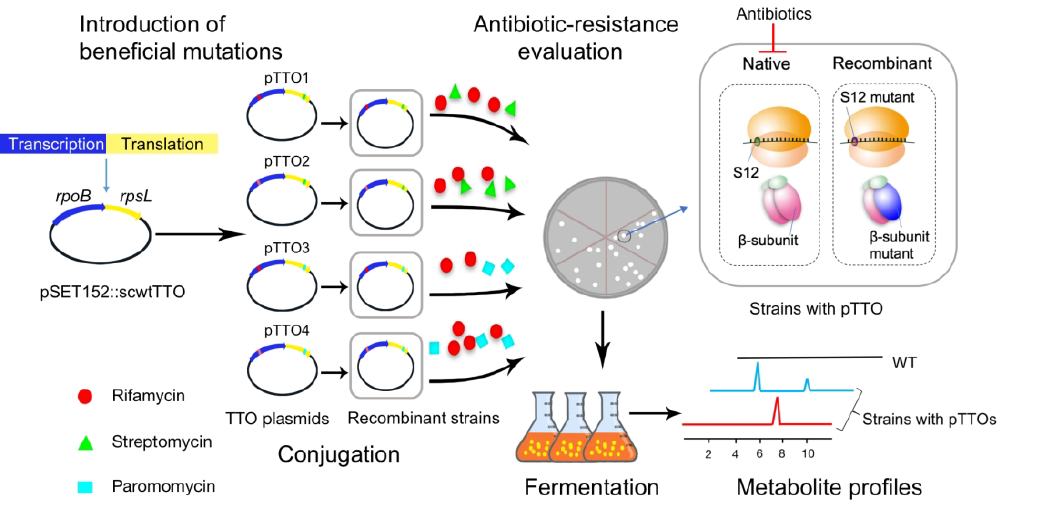 Introduction of
beneficial mutations
Antibiotic-resistance
evaluation
Antibiotics
Native
Recombinant
S12 mutant
S12
β-subunit
β-subunit
mutant
Strains with pTTO
pTTO1
pTTO2
pTTO3
pTTO4
Transcription
Translation
rpoB
rpsL
pSET152::scwtTTO
Rifamycin
Streptomycin
Paromomycin
TTO plasmids
Recombinant strains
Conjugation
Fermentation
WT
Strains with pTTOs
2 4 6 8 10
Metabolite profiles